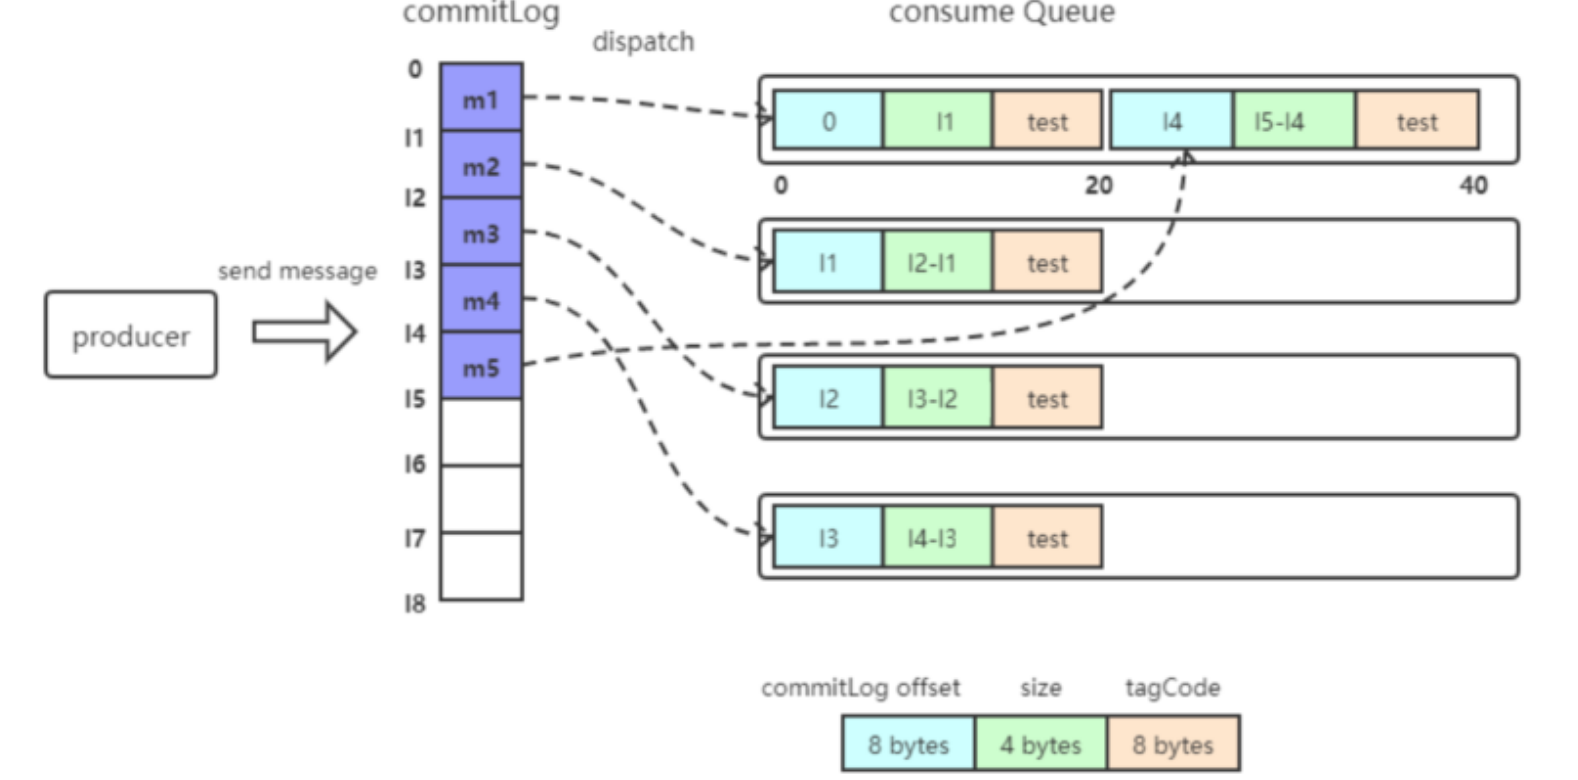 commitLog
consume Queue
dispatch
0
m1
l1
m2
l2
m3
l3
m4
l4
m5
l5
l6
l7
l8
send message
producer
0 l1 test l4 l5-l4 test
0 20 40
l1 l2-l1 test
l2 l3-l2 test
l3 l4-l3 test
commitLog offset size tagCode
8 bytes 4 bytes 8 bytes